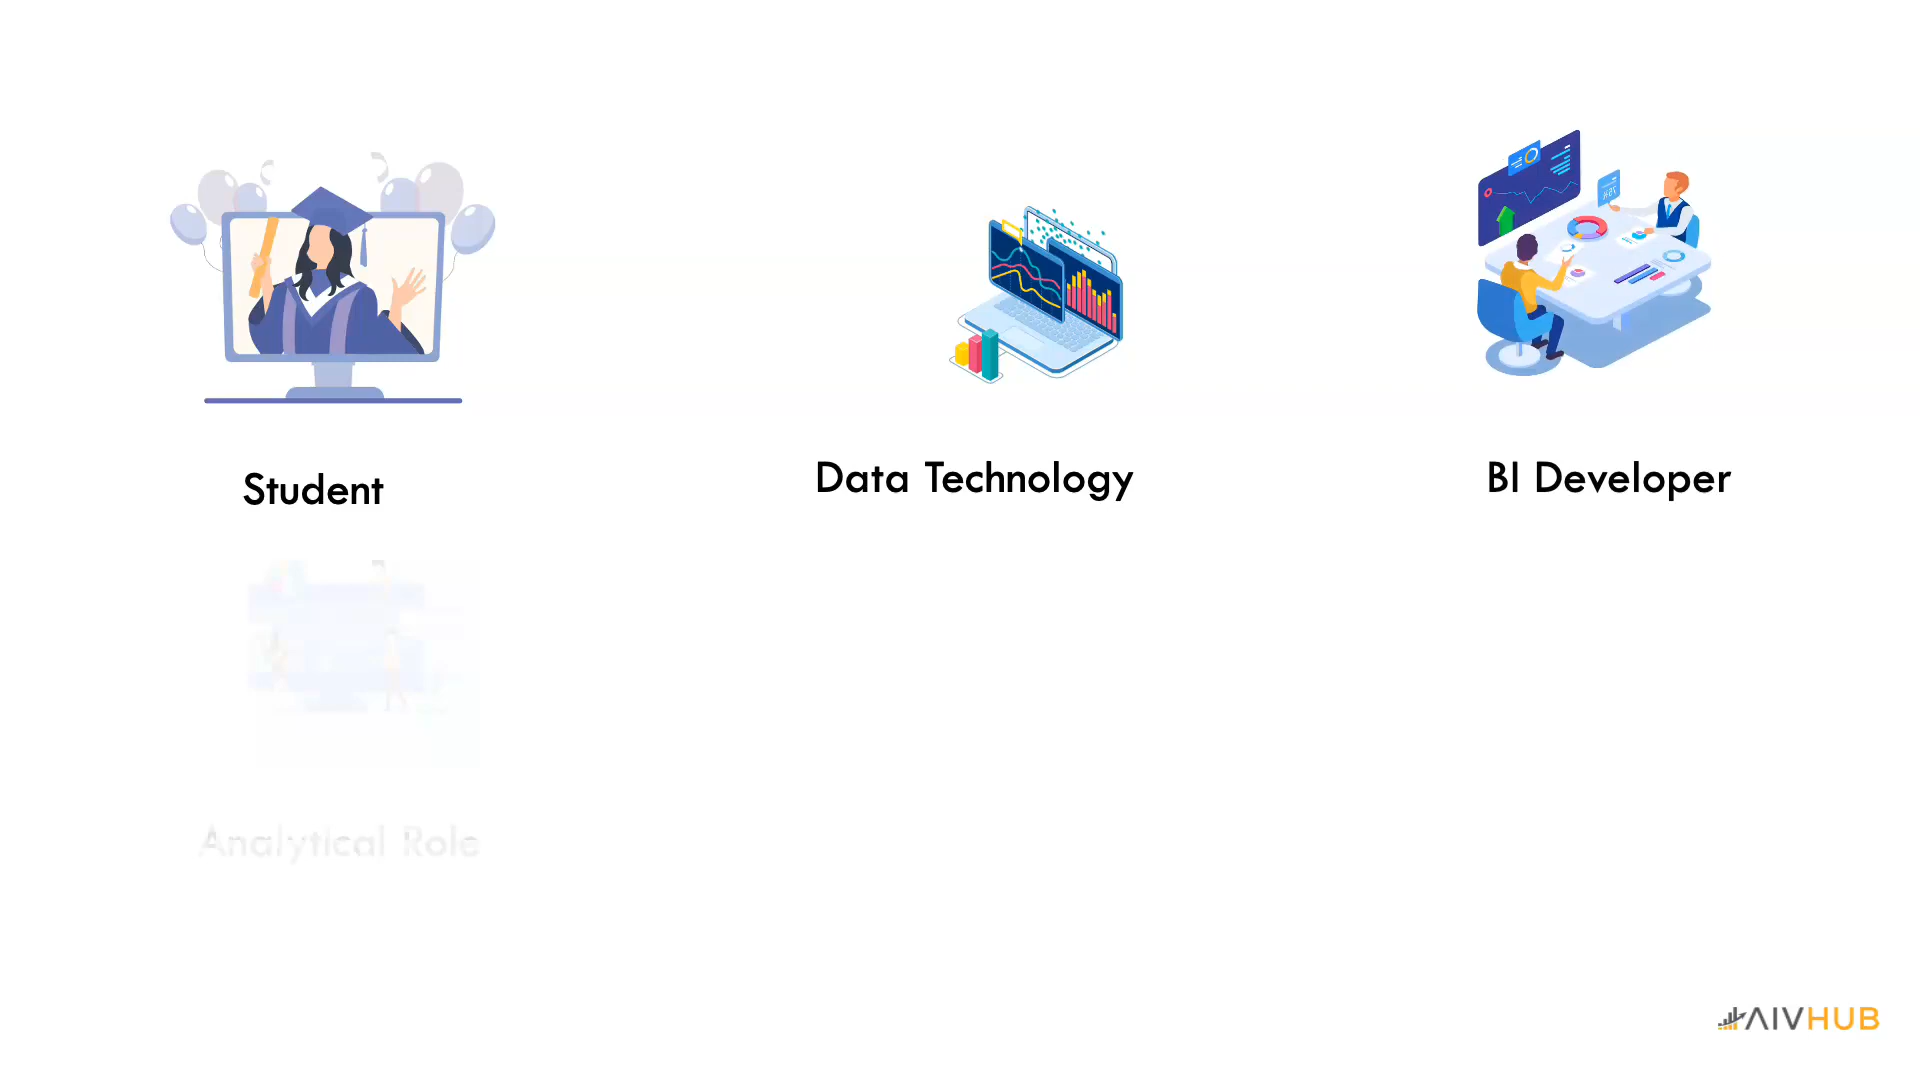 Student
Data Technology
BI Developer
Analytical Role
AIVHUB